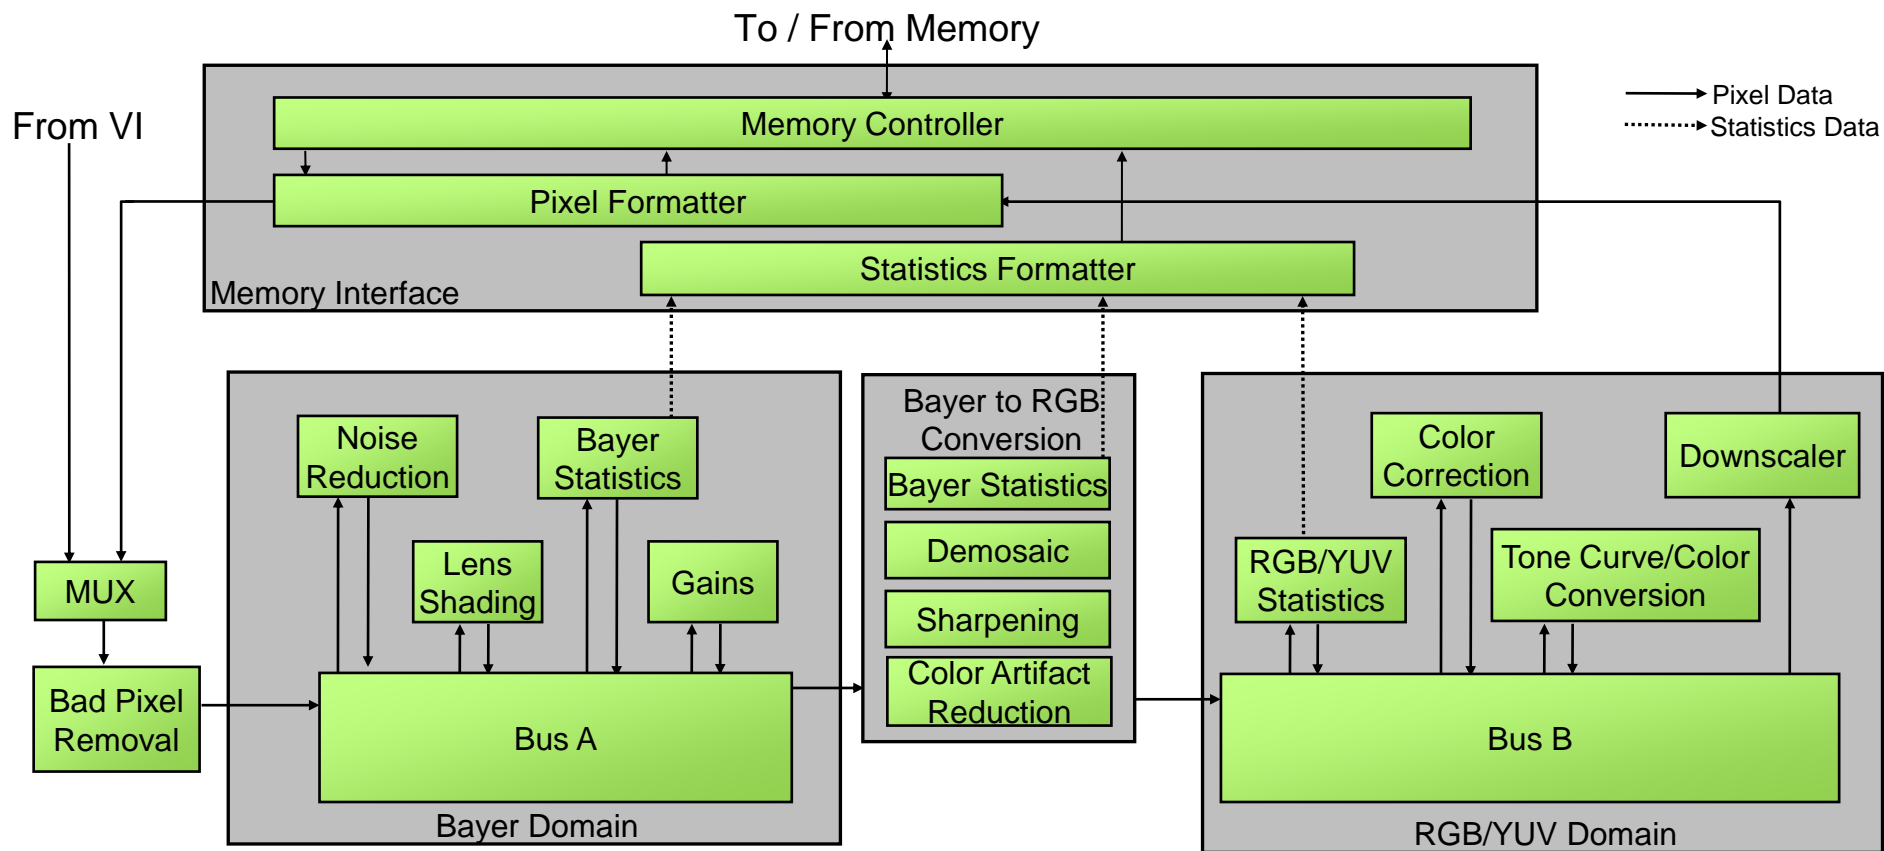 To / From Memory
From VI
Memory Controller
Pixel Data
Statistics Data
Pixel Formatter
Statistics Formatter
Memory Interface
Noise
Reduction
Bayer
Statistics
Lens
Shading
Gains
MUX
Bad Pixel
Removal
Bus A
Bayer Domain
Bayer to RGB
Conversion
Bayer Statistics
Demosaic
Sharpening
Color Artifact
Reduction
Color
Correction
Downscaler
RGB/YUV
Statistics
Tone Curve/Color
Conversion
Bus B
RGB/YUV Domain